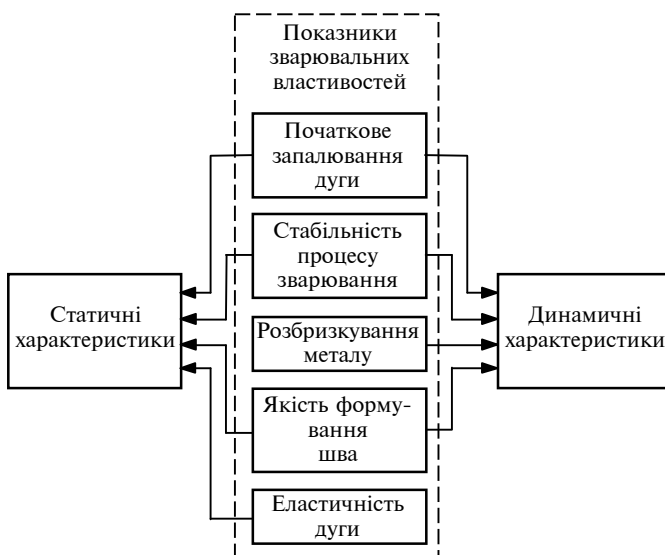 Показники
зварювальних
властивостей
Початкове
запалювання
дуги
Стабільність
процесу
зварювання
Статичні
характеристики
Динамичні
характеристики
Розбризкування
металу
Якість форму-
вання
шва
Еластичність
дуги